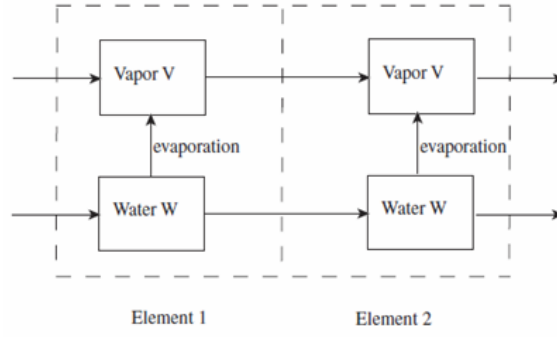 Vapor V
Vapor V
evaporation
evaporation
Water W
Water W
Element 1
Element 2